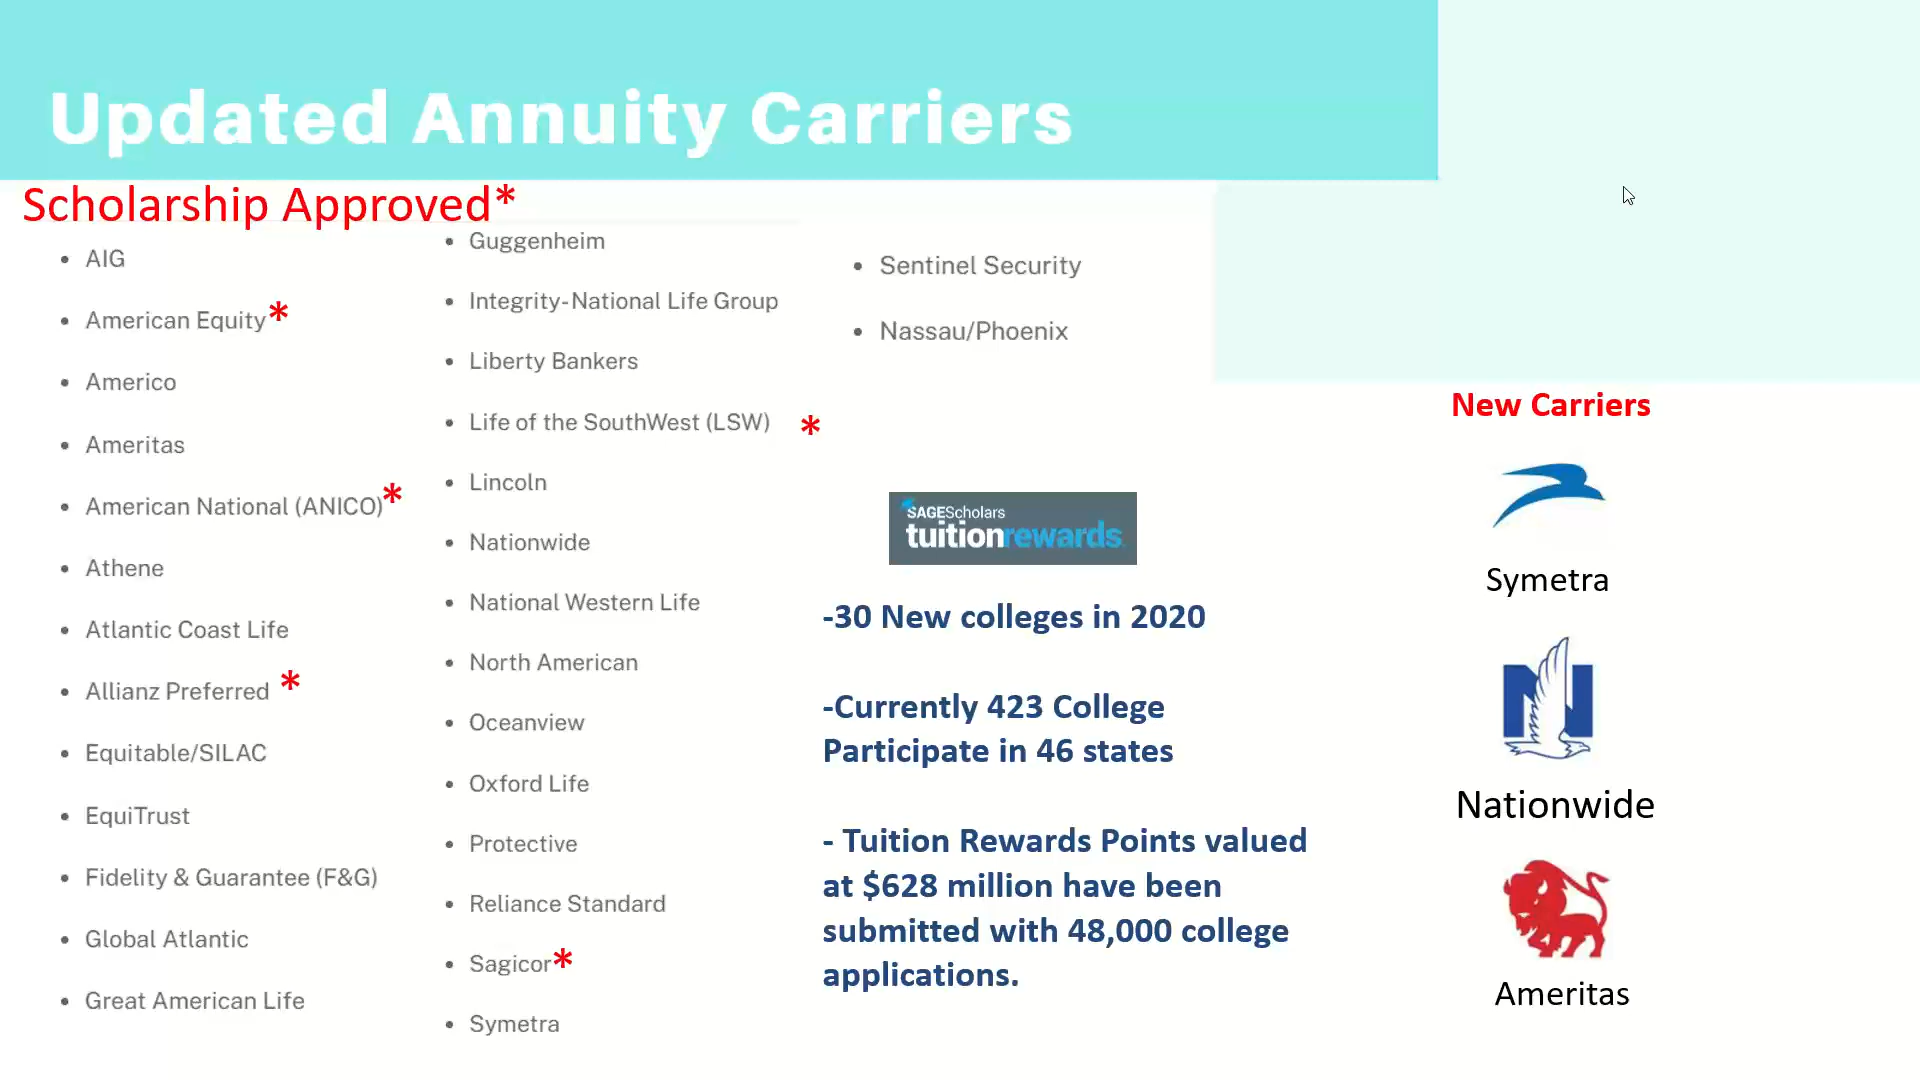 Updated Annuity Carriers
Scholarship Approved*
• AIG
• American Equity*
• Americo
• Ameritas
• American National (ANICO)*
• Athene
• Atlantic Coast Life
• Allianz Preferred *
• Equitable/SILAC
• EquiTrust
• Fidelity & Guarantee (F&G)
• Global Atlantic
• Great American Life
• Guggenheim
• Integrity-National Life Group
• Liberty Bankers
• Life of the SouthWest (LSW) *
• Lincoln
• Nationwide
• National Western Life
• North American
• Oceanview
• Oxford Life
• Protective
• Reliance Standard
• Sagicor*
• Symetra
• Sentinel Security
• Nassau/Phoenix
SAGEScholars
tuitionrewards
-30 New colleges in 2020
-Currently 423 College
Participate in 46 states
- Tuition Rewards Points valued
at $628 million have been
submitted with 48,000 college
applications.
New Carriers
Symetra
N
Nationwide
Ameritas